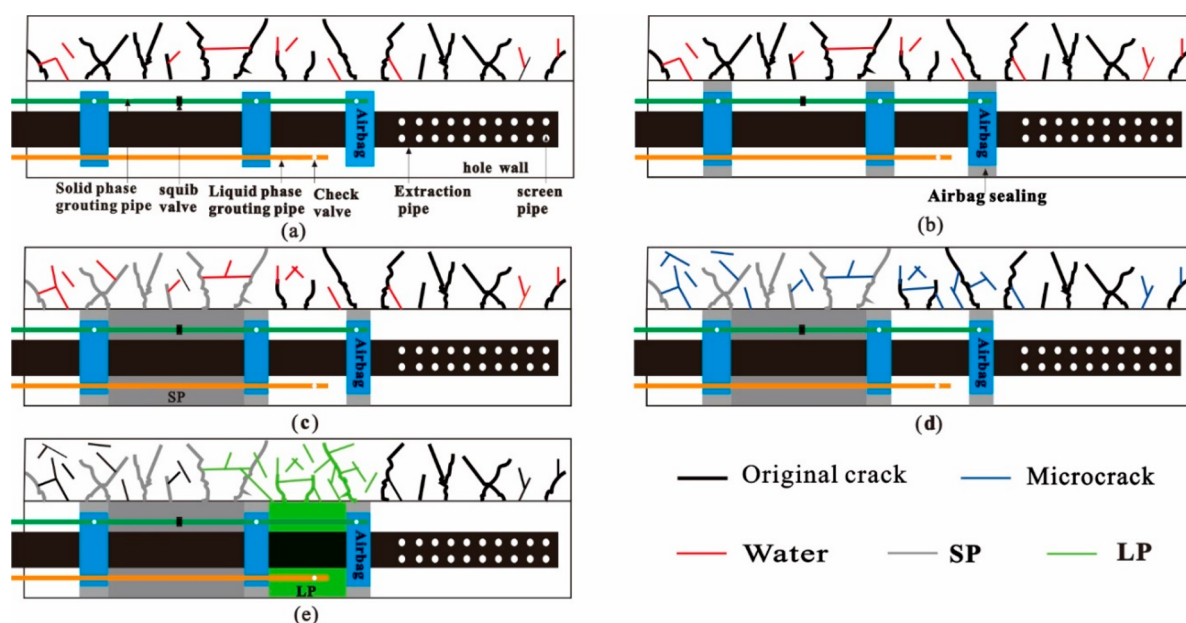 Airbag
hole wall
Solid phase
grouting pipe
squib
valve
Liquid phase
grouting pipe
Check
valve
Extraction
pipe
screen
pipe
(a)
Airbag
Airbag sealing
(b)
Airbag
SP
(c)
Airbag
(d)
Airbag
LP
(e)
Original crack
Microcrack
Water
SP
LP